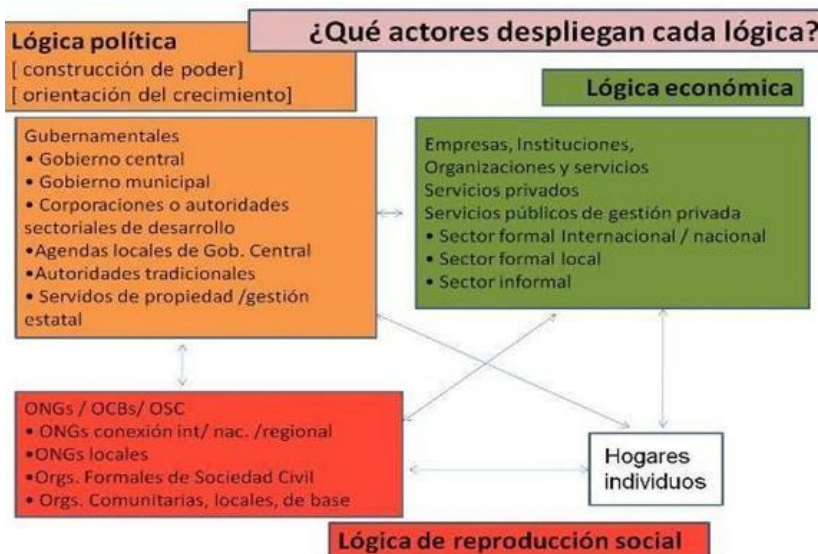 ¿Qué actores despliegan cada lógica?
Lógica política
[ construcción de poder]
[ orientación del crecimiento]
Lógica económica
Gubernamentales
• Gobierno central
• Gobierno municipal
• Corporaciones o autoridades
sectoriales de desarrollo
•Agendas locales de Gob. Central
•Autoridades tradicionales
• Servidos de propiedad /gestión
estatal
Empresas, Instituciones,
Organizaciones y servicios
Servicios privados
Servicios públicos de gestión privada
• Sector formal Internacional / nacional
• Sector formal local
• Sector informal
ONGs / OCBs/ OSC
• ONGs conexión int/ nac. /regional
•ONGs locales
•Orgs. Formales de Sociedad Civil
• Orgs. Comunitarias, locales, de base
Hogares
individuos
Lógica de reproducción social